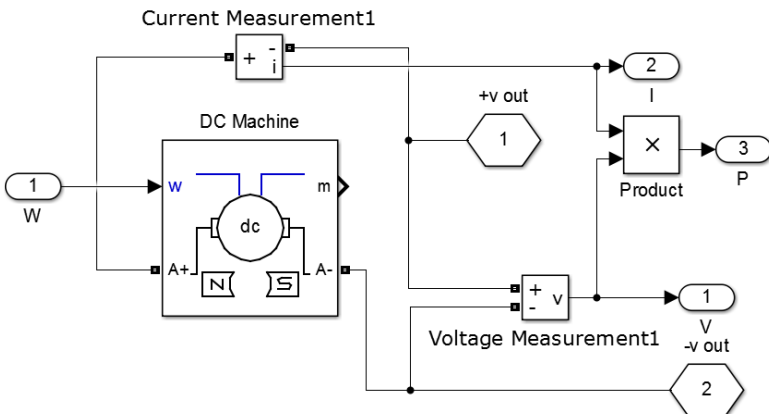 Current Measurement1
+
-
i
2
I
+v out
1
DC Machine
×
3
P
Product
1
W
w
m
dc
A+
N
S
A-
+
-
v
1
V
Voltage Measurement1
-v out
2